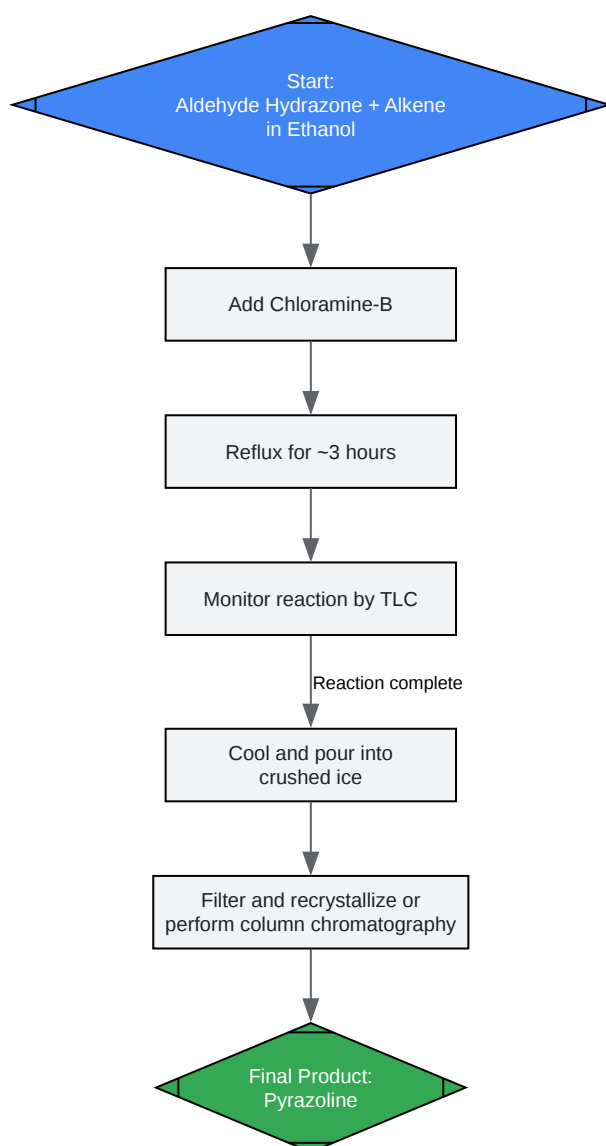 Start:
Aldehyde Hydrazone + Alkene
in Ethanol
Add Chloramine-B
Reflux for ~3 hours
Monitor reaction by TLC
Reaction complete
Cool and pour into
crushed ice
Filter and recrystallize or
perform column chromatography
Final Product:
Pyrazoline